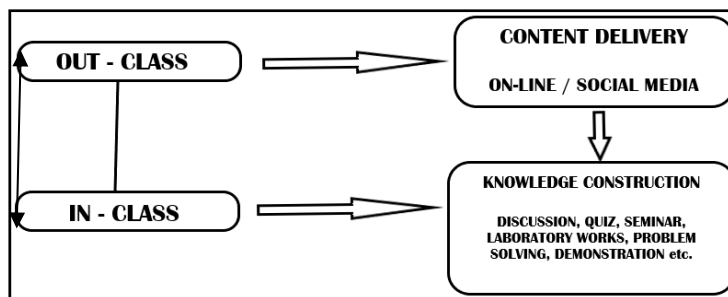 OUT - CLASS
CONTENT DELIVERY
ON-LINE / SOCIAL MEDIA
IN - CLASS
KNOWLEDGE CONSTRUCTION
DISCUSSION, QUIZ, SEMINAR,
LABORATORY WORKS, PROBLEM
SOLVING, DEMONSTRATION etc.